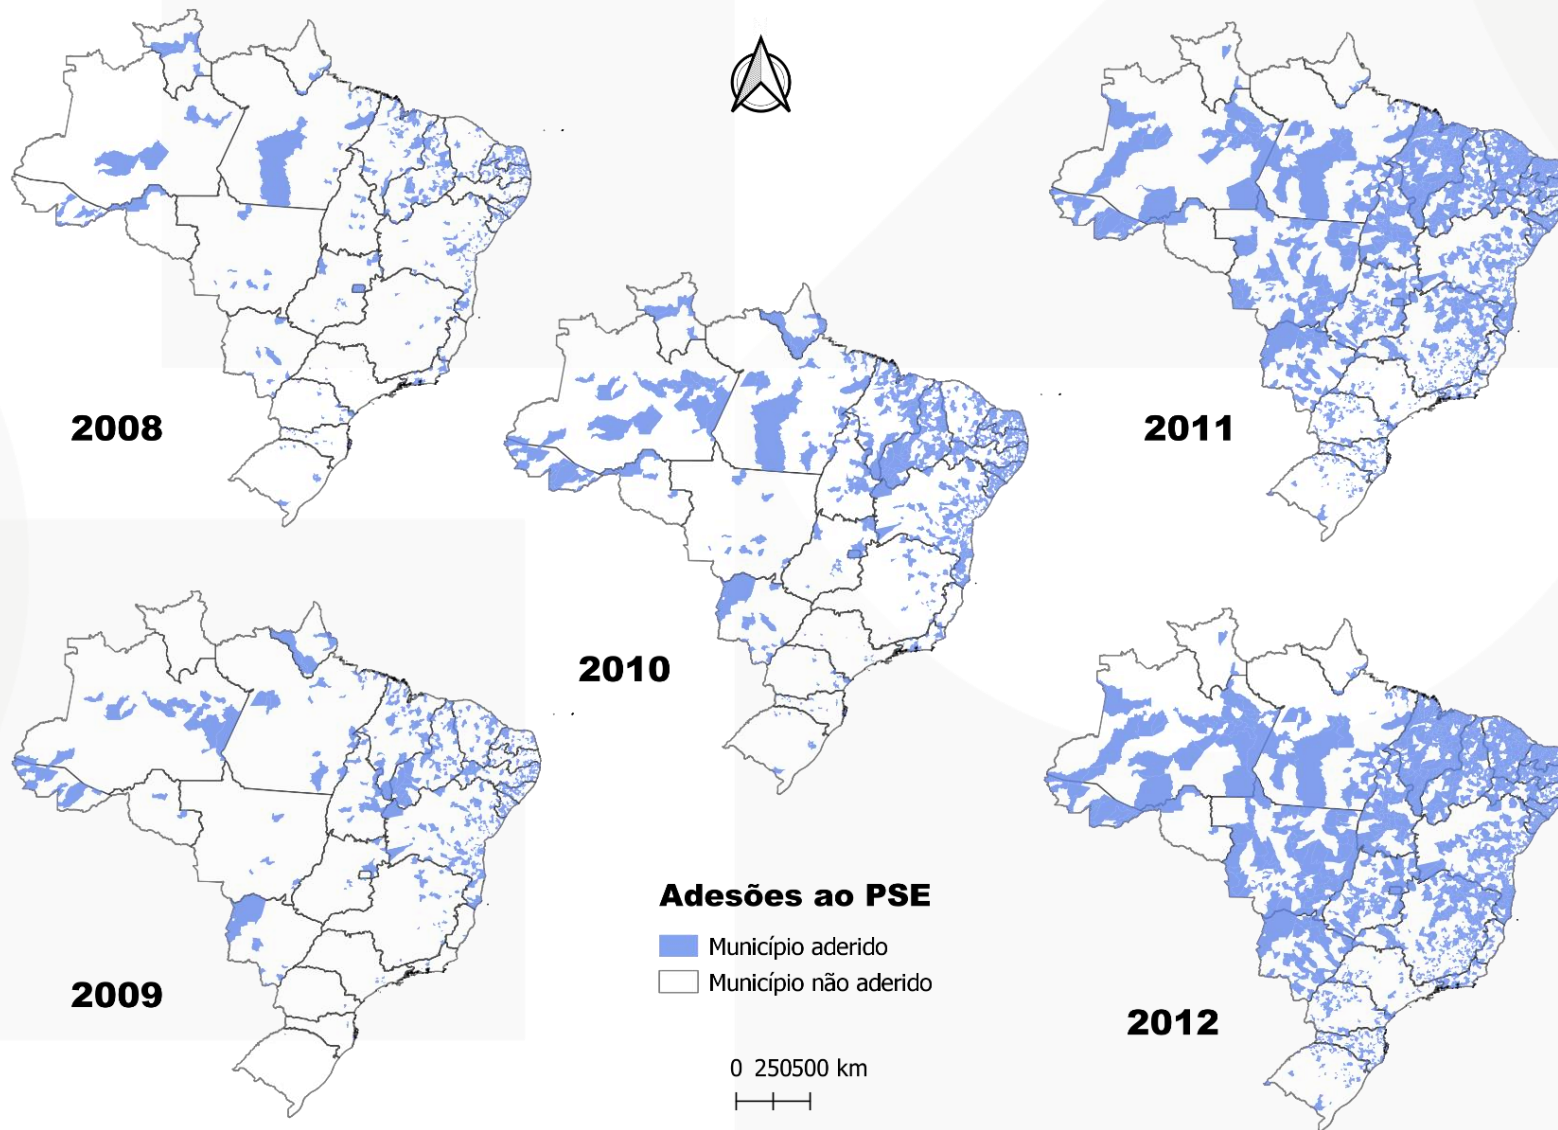 2008
2011
2010
2009
Adesões ao PSE
Município aderido
Município não aderido
2012
0 250500 km